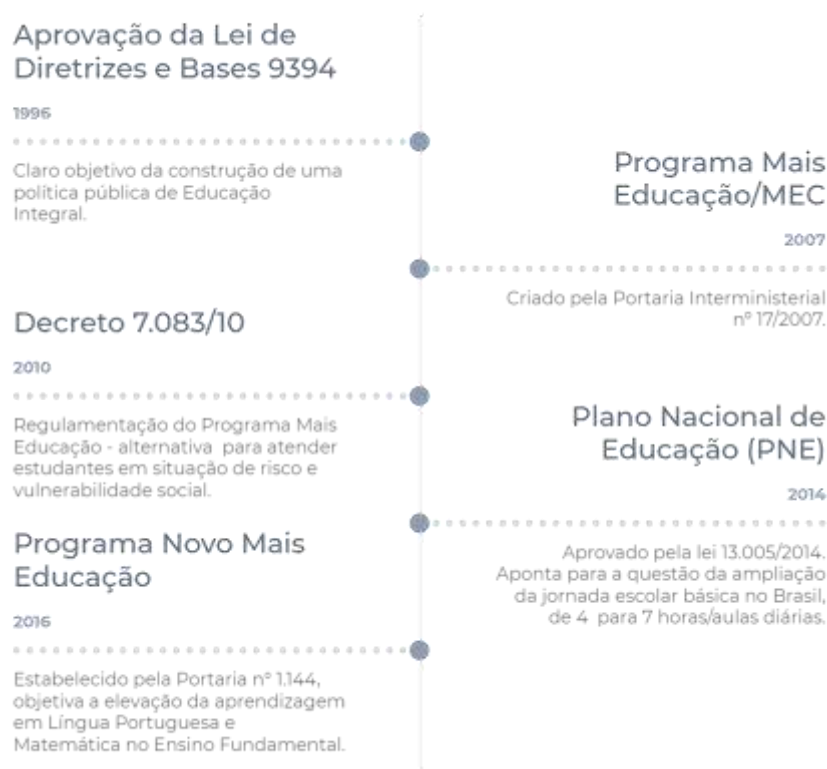 Aprovação da Lei de
Diretrizes e Bases 9394
1996
Claro objetivo da construção de uma
política pública de Educação
Integral.
Programa Mais
Educação/MEC
2007
Criado pela Portaria Interministerial
nº 17/2007.
Decreto 7.083/10
2010
Regulamentação do Programa Mais
Educação - alternativa para atender
estudantes em situação de risco e
vulnerabilidade social.
Plano Nacional de
Educação (PNE)
2014
Aprovado pela lei 13.005/2014.
Aponta para a questão da ampliação
da jornada escolar básica no Brasil,
de 4 para 7 horas/aulas diárias.
Programa Novo Mais
Educação
2016
Estabelecido pela Portaria nº 1.144,
objetiva a elevação da aprendizagem
em Língua Portuguesa e
Matemática no Ensino Fundamental.